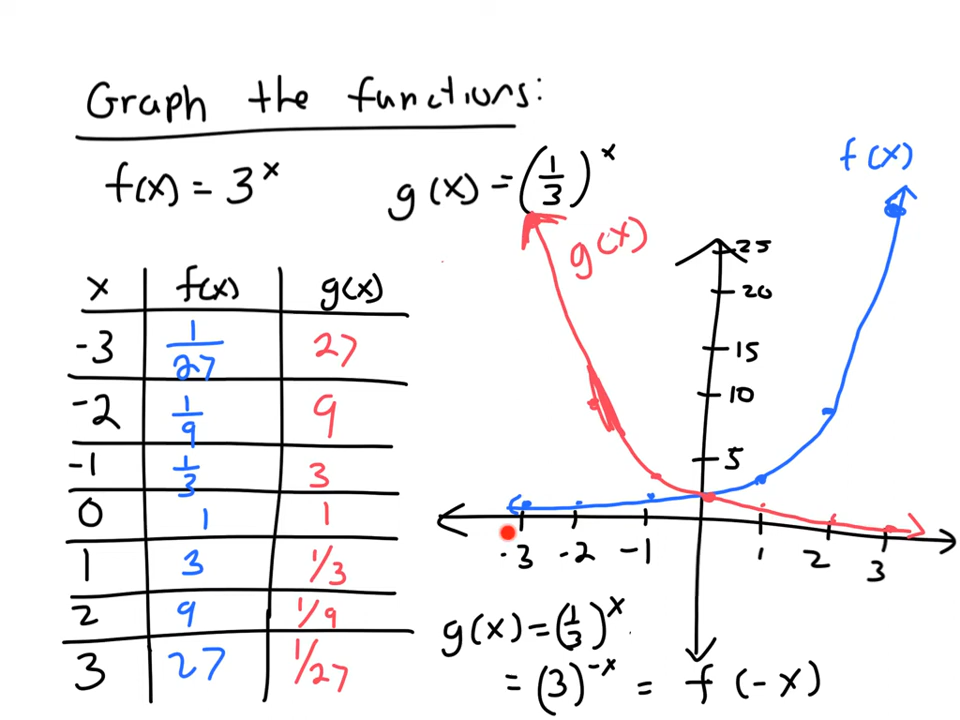 Graph the functions:
f(x) = 3^x
g(x) = (1/3)^x
x f(x) g(x)
-3 1/27 27
-2 1/9 9
-1 1/3 3
0 1 1
1 3 1/3
2 9 1/9
3 27 1/27
f(x)
g(x)
25
20
15
10
5
-3 -2 -1 1 2 3
g(x) = (1/3)^x
= (3)^-x = f(-x)